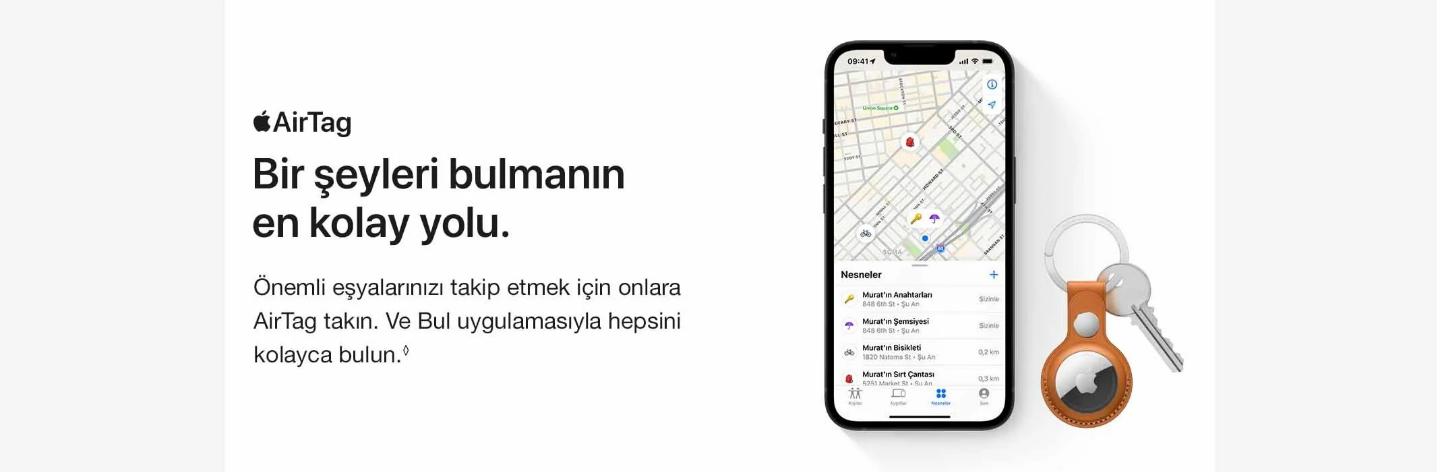 AirTag
Bir şeyleri bulmanın
en kolay yolu.
Önemli eşyalarınızı takip etmek için onlara
AirTag takın. Ve Bul uygulamasıyla hepsini
kolayca bulun.◊
09:41
Union Square
HOWARD ST
SOMA
Nesneler
Murat'ın Anahtarları
848 6th St • Şu An
Sizinle
Murat'ın Şemsiyesi
848 6th St • Şu An
Sizinle
Murat'ın Bisikleti
1820 Natoma St • Şu An
0,2 km
Murat'ın Sırt Çantası
5251 Market St • Şu An
0,3 km
Kişiler
Aygıtlar
Nesneler
Ben